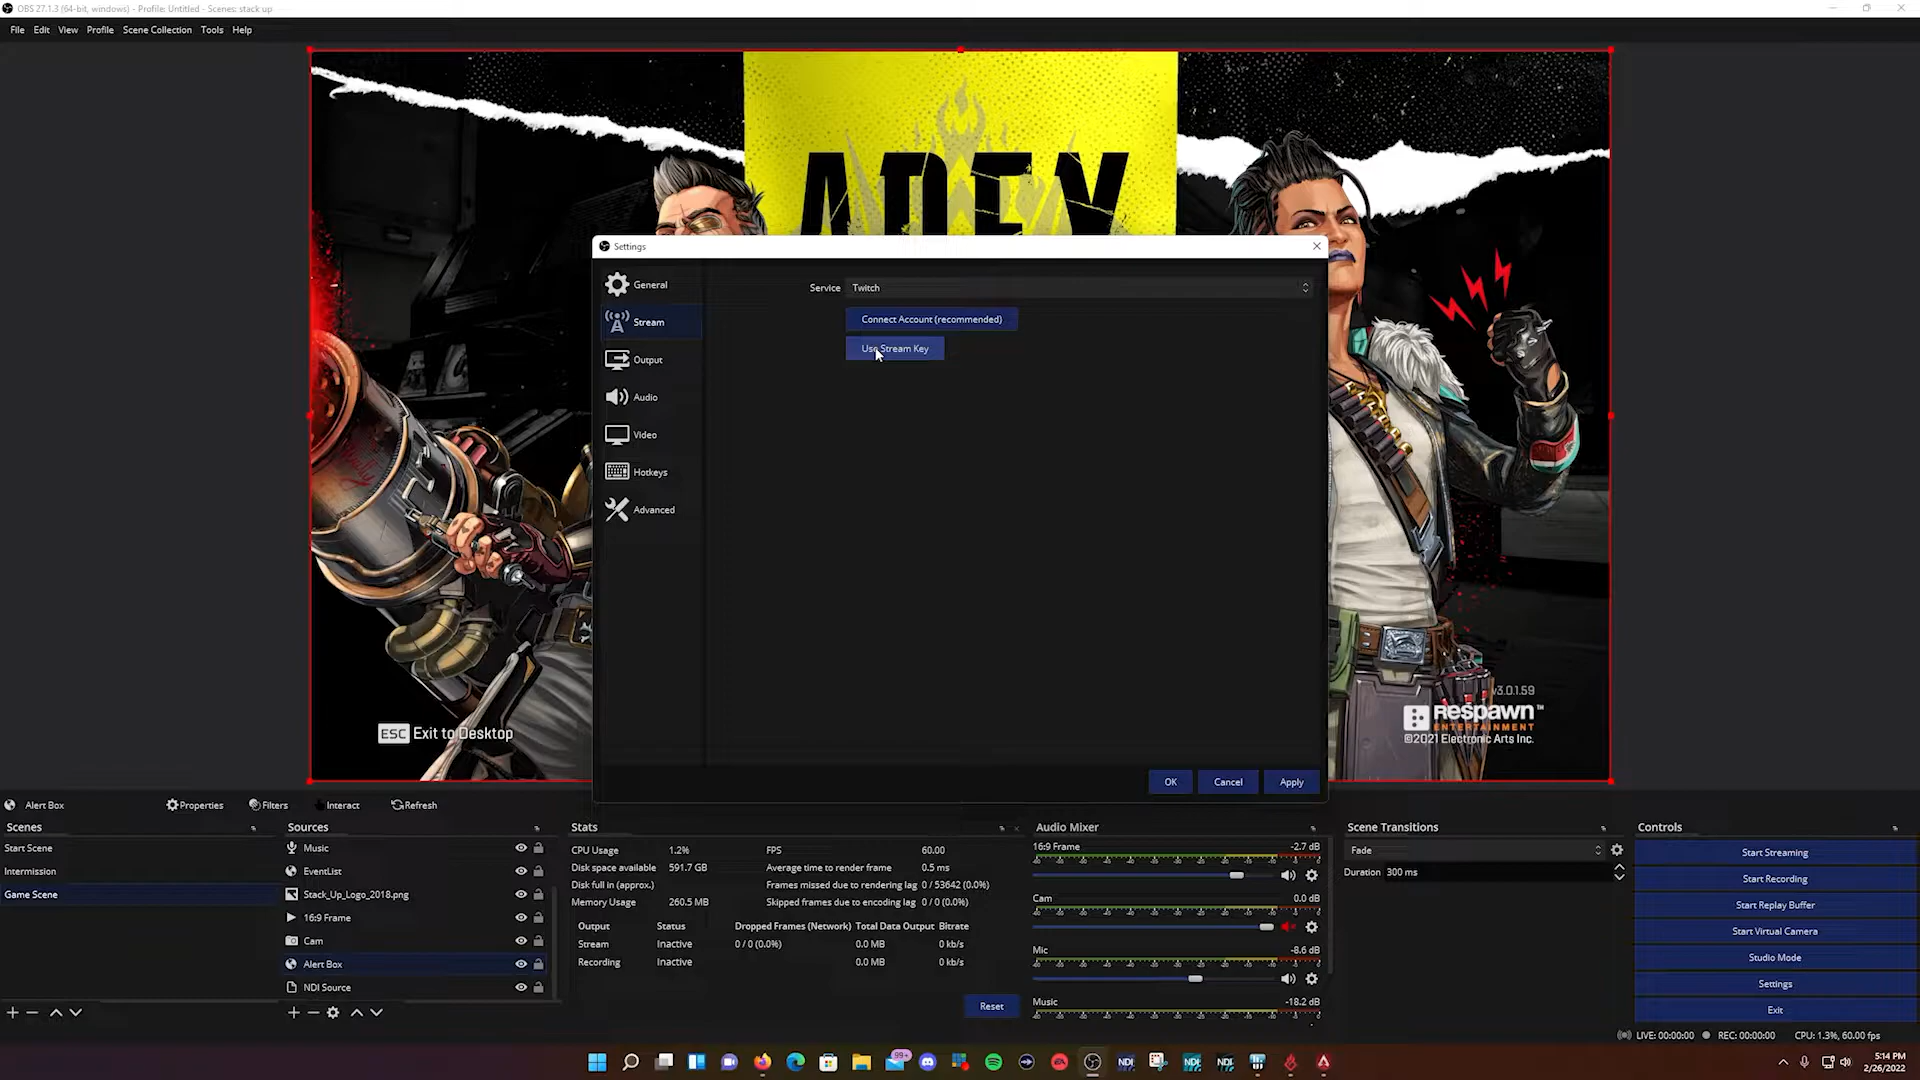 OBS 27.1.3 (64-bit, windows) - Profile: Untitled - Scenes: stack up
File Edit View Profile Scene Collection Tools Help
APEX
Settings
General
Stream
Output
Audio
Video
Hotkeys
Advanced
Service Twitch
Connect Account (recommended)
Use Stream Key
OK Cancel Apply
ESC Exit to Desktop
v3.0.1.59
Respawn™
ENTERTAINMENT
©2021 Electronic Arts Inc.
Alert Box Properties Filters Interact Refresh
Scenes
Start Scene
Intermission
Game Scene
Sources
Music
EventList
Stack_Up_Logo_2018.png
16:9 Frame
Cam
Alert Box
NDI Source
Stats
CPU Usage 1.2% FPS 60.00
Disk space available 591.7 GB Average time to render frame 0.5 ms
Disk full in (approx.) Frames missed due to rendering lag 0 / 53642 (0.0%)
Memory Usage 260.5 MB Skipped frames due to encoding lag 0 / 0 (0.0%)
Output Status Dropped Frames (Network) Total Data Output Bitrate
Stream Inactive 0 / 0 (0.0%) 0.0 MB 0 kb/s
Recording Inactive 0.0 MB 0 kb/s
Reset
Audio Mixer
16:9 Frame -2.7 dB
Cam 0.0 dB
Mic -8.6 dB
Music -18.2 dB
Scene Transitions
Fade
Duration 300 ms
Controls
Start Streaming
Start Recording
Start Replay Buffer
Start Virtual Camera
Studio Mode
Settings
Exit
LIVE: 00:00:00 REC: 00:00:00 CPU: 1.3%, 60.00 fps
99+
NDI NDI NDI
5:14 PM
2/26/2022